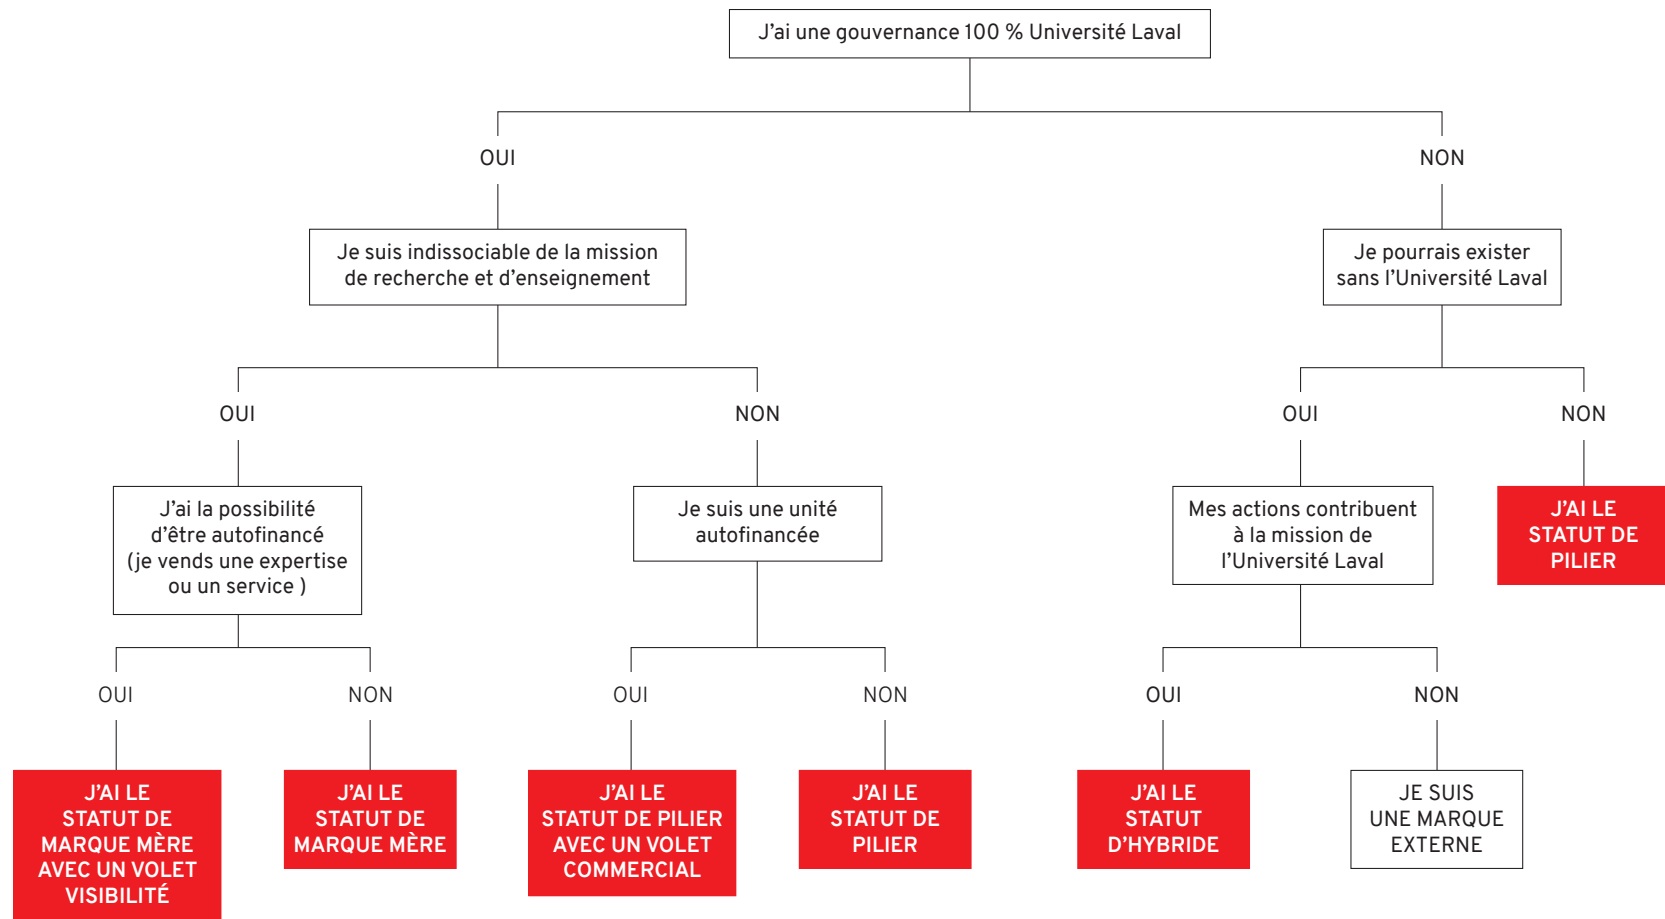 J’ai une gouvernance 100 % Université Laval
OUI
NON
Je suis indissociable de la mission
de recherche et d’enseignement
Je pourrais exister
sans l’Université Laval
OUI
NON
OUI
NON
J’ai la possibilité
d’être autofinancé
(je vends une expertise
ou un service )
Je suis une unité
autofinancée
Mes actions contribuent
à la mission de
l’Université Laval
J’AI LE
STATUT DE
PILIER
OUI
NON
OUI
NON
OUI
NON
J’AI LE
STATUT DE
MARQUE MÈRE
AVEC UN VOLET
VISIBILITÉ
J’AI LE
STATUT DE
MARQUE MÈRE
J’AI LE
STATUT DE PILIER
AVEC UN VOLET
COMMERCIAL
J’AI LE
STATUT DE
PILIER
J’AI LE
STATUT
D’HYBRIDE
JE SUIS
UNE MARQUE
EXTERNE